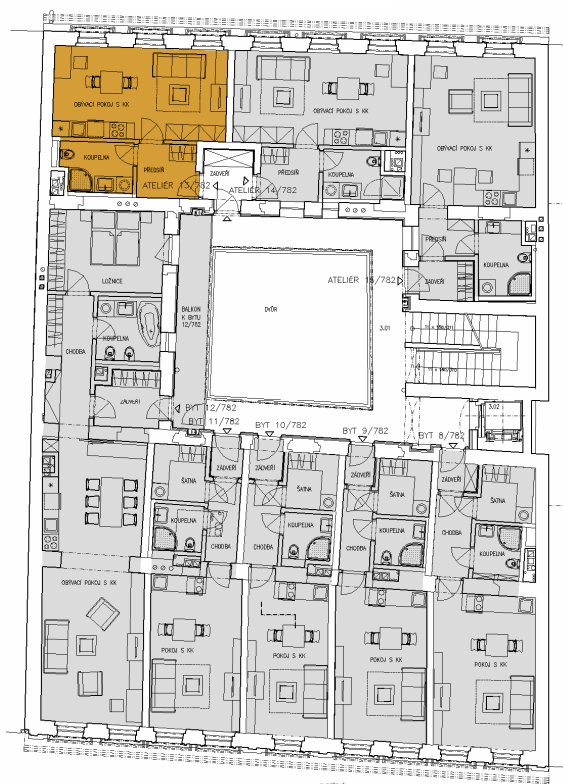 OBÝVACÍ POKOJ S KK
OBÝVACÍ POKOJ S KK
OBÝVACÍ POKOJ S KK
KOUPELNA
PŘEDSÍŇ
ZÁDVEŘÍ
PŘEDSÍŇ
KOUPELNA
ATELIÉR 13/782
ATELIÉR 14/782
PŘEDSÍŇ
KOUPELNA
LOŽNICE
ATELIÉR 15/782
ZÁDVEŘÍ
BALKON
K BYTU
12/782
DVŮR
3.01
KOUPELNA
CHODBA
ZÁDVEŘÍ
3.02
BYT 12/782
BYT 11/782
BYT 10/782
BYT 9/782
BYT 8/782
ZÁDVEŘÍ
ZÁDVEŘÍ
ZÁDVEŘÍ
ZÁDVEŘÍ
ŠATNA
ŠATNA
ŠATNA
ŠATNA
KOUPELNA
KOUPELNA
KOUPELNA
KOUPELNA
CHODBA
CHODBA
CHODBA
CHODBA
OBÝVACÍ POKOJ S KK
POKOJ S KK
POKOJ S KK
POKOJ S KK
POKOJ S KK